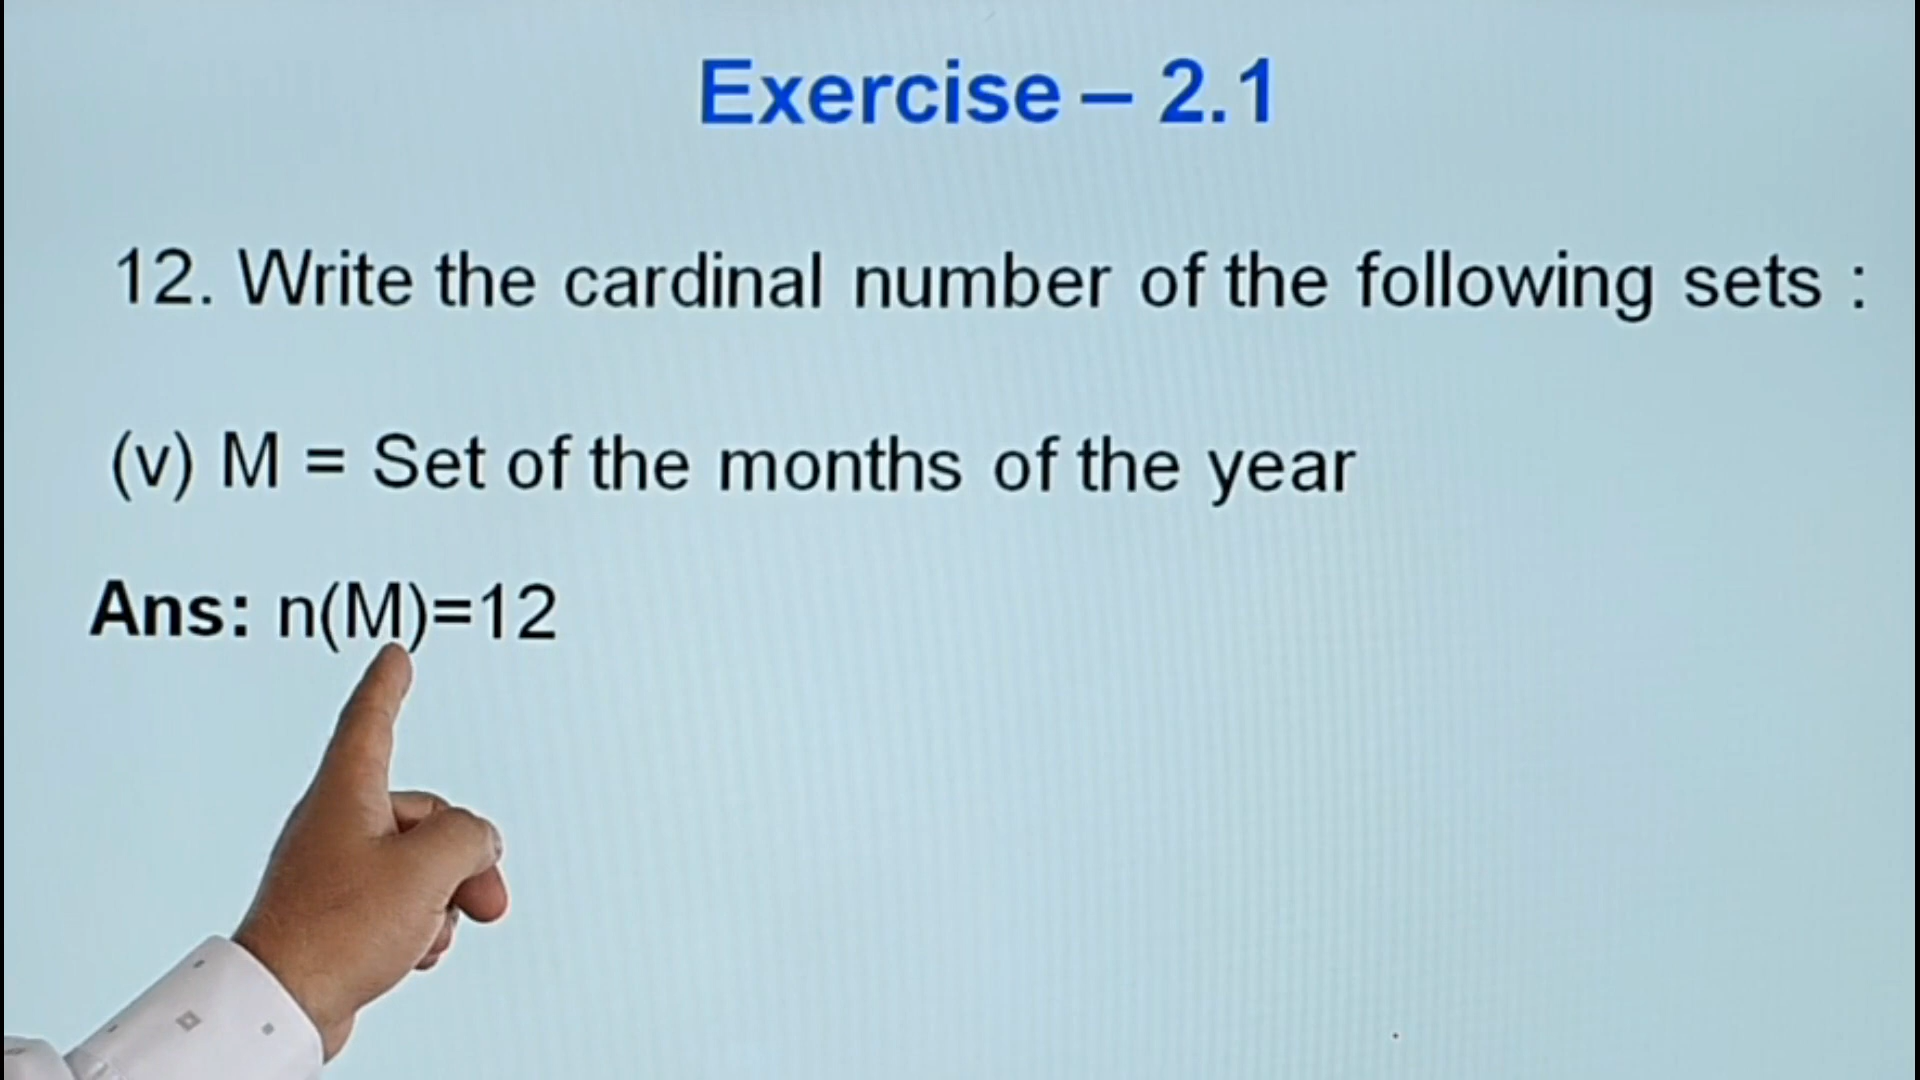 Exercise – 2.1
12. Write the cardinal number of the following sets :
(v) M = Set of the months of the year
Ans: n(M)=12